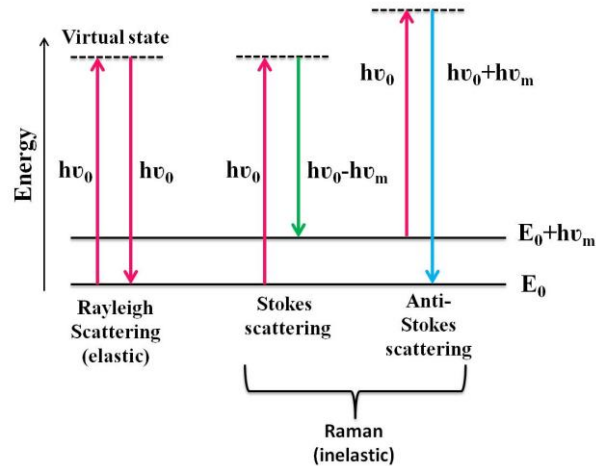 Virtual state
Energy
hυ₀
hυ₀
hυ₀
hυ₀-hυₘ
hυ₀
hυ₀+hυₘ
E₀+hυₘ
E₀
Rayleigh
Scattering
(elastic)
Stokes
scattering
Anti-
Stokes
scattering
Raman
(inelastic)